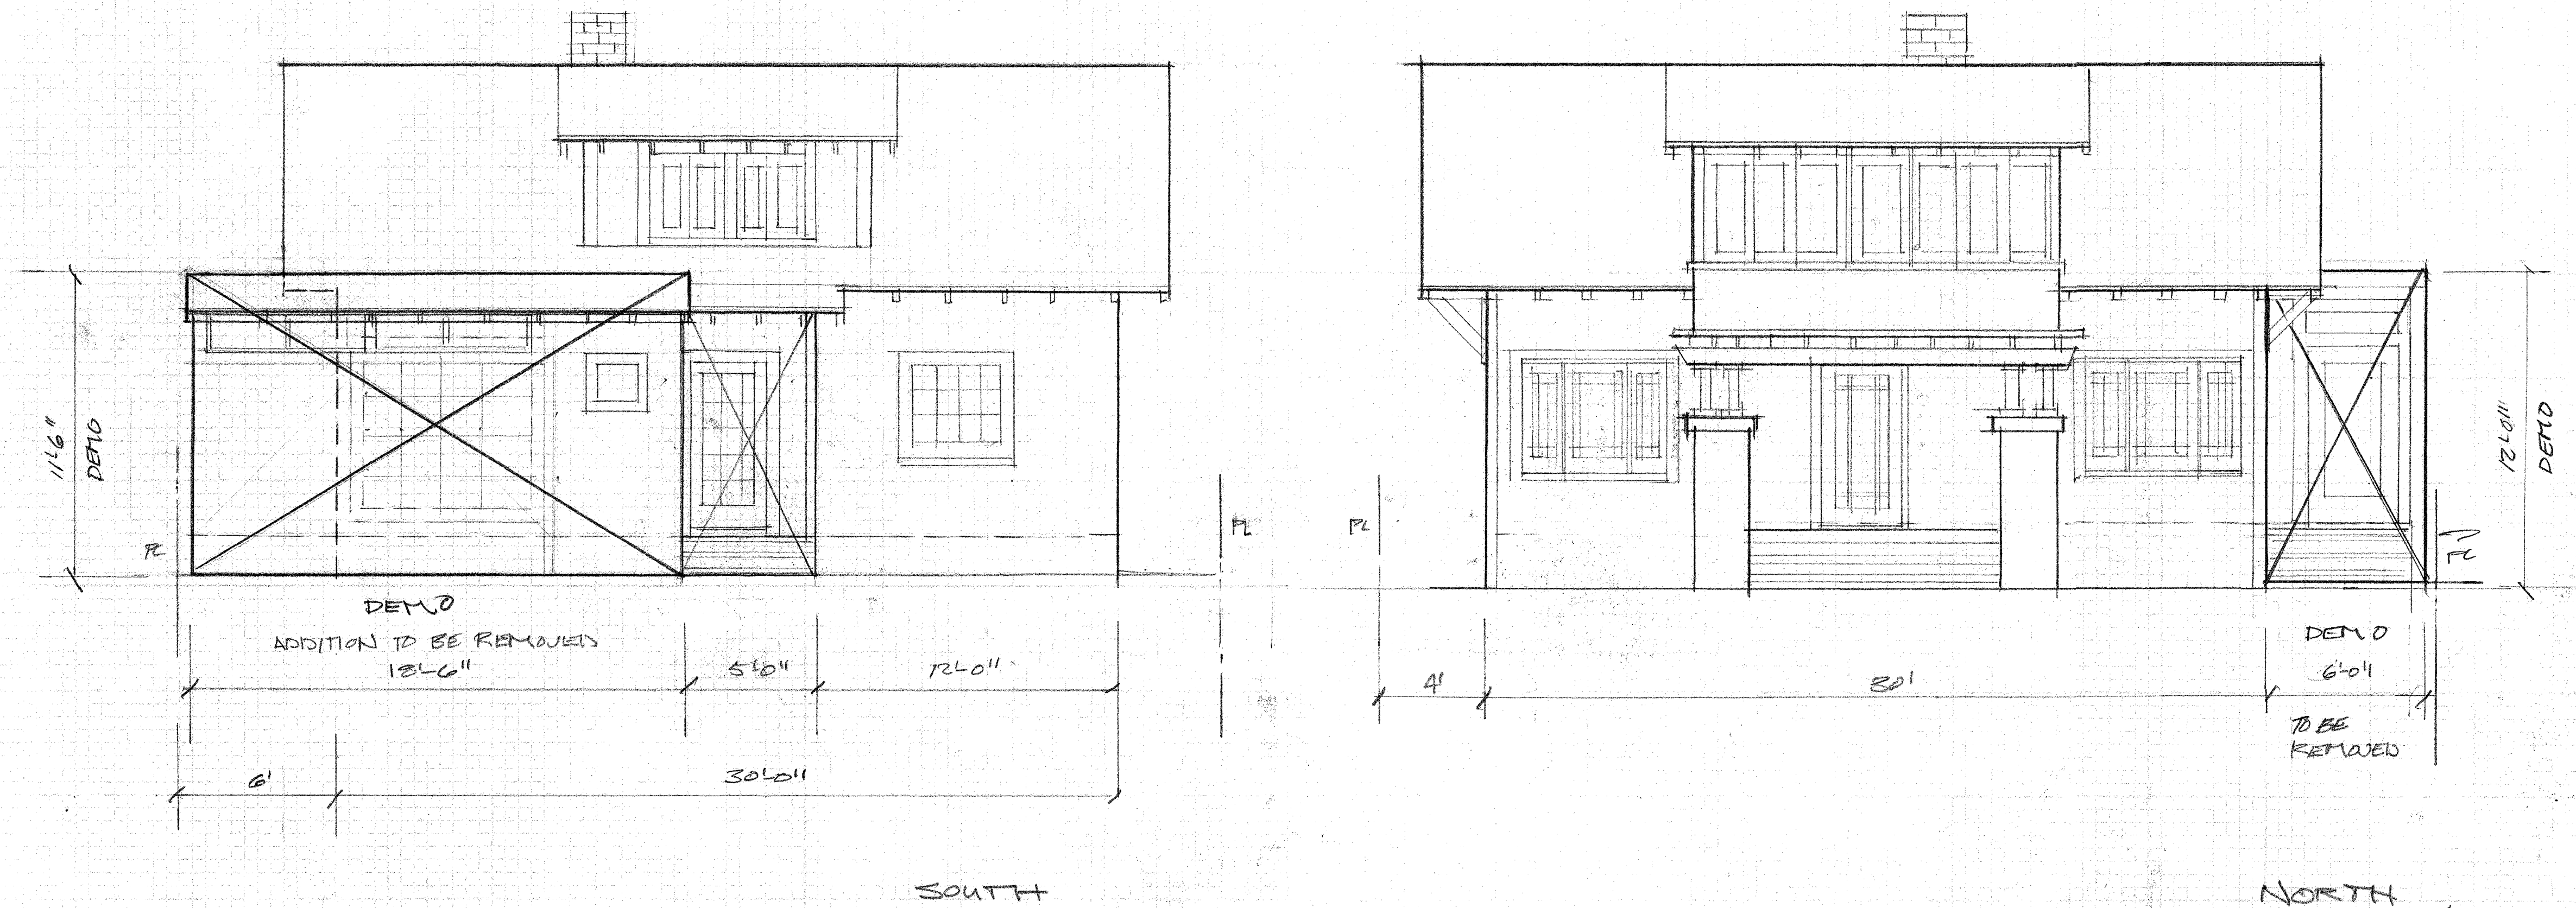 11'-6"
DEMO
PL
DEMO
ADDITION TO BE REMOVED
18'-6"
5'-0"
12'-0"
6'
30'-0"
PL
SOUTH
PL
4'
30'
DEMO
6'-0"
TO BE
REMOVED
PL
12'-0"
DEMO
NORTH